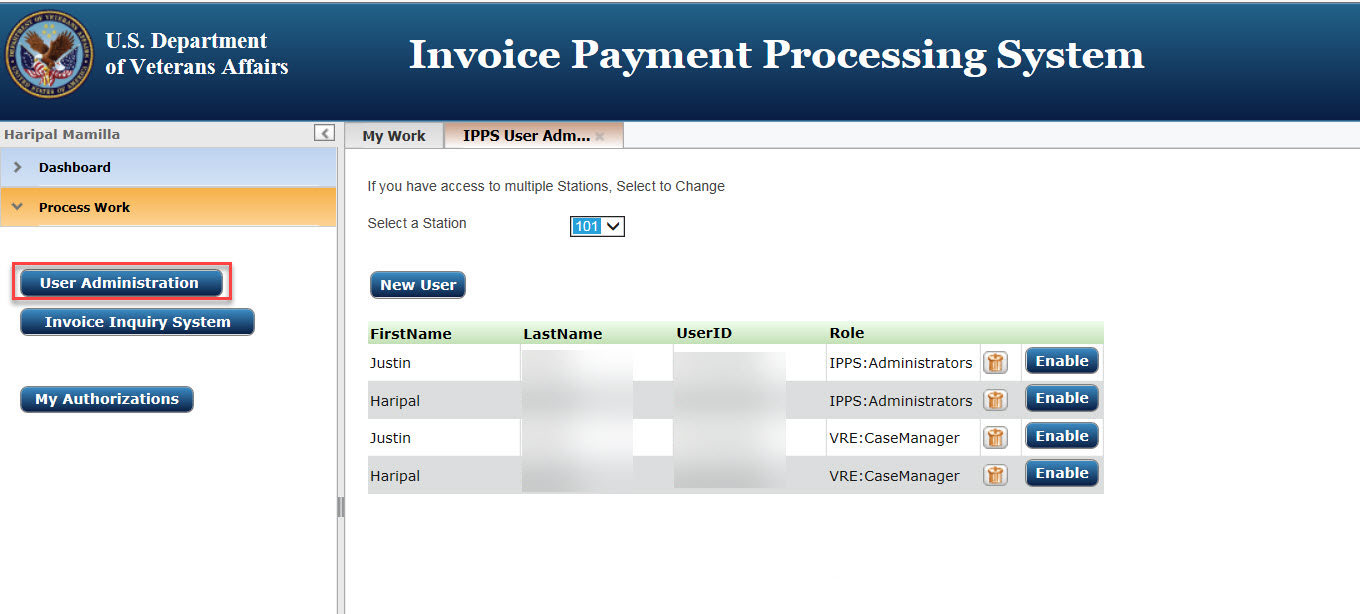 U.S. Department
of Veterans Affairs
Invoice Payment Processing System
Haripal Mamilla
My Work
IPPS User Adm...
Dashboard
Process Work
If you have access to multiple Stations, Select to Change
Select a Station
101
User Administration
Invoice Inquiry System
My Authorizations
New User
FirstName LastName UserID Role
Justin IPPS:Administrators Enable
Haripal IPPS:Administrators Enable
Justin VRE:CaseManager Enable
Haripal VRE:CaseManager Enable